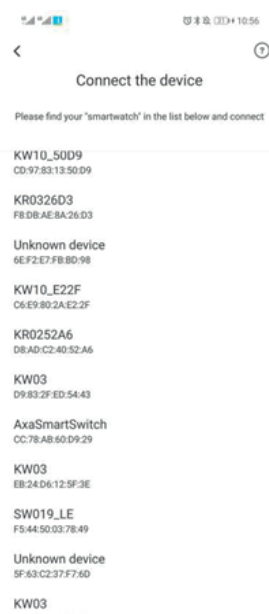 10:56
Connect the device
Please find your "smartwatch" in the list below and connect
KW10_50D9
CD:97:83:13:50:D9
KR0326D3
F8:DB:AE:8A:26:D3
Unknown device
6E:F2:E7:FB:BD:98
KW10_E22F
C6:E9:80:2A:E2:2F
KR0252A6
D8:AD:C2:40:52:A6
KW03
D9:83:2F:ED:54:43
AxaSmartSwitch
CC:78:AB:60:D9:29
KW03
EB:24:D6:12:5F:3E
SW019_LE
F5:44:50:03:78:49
Unknown device
5F:63:C2:37:F7:6D
KW03